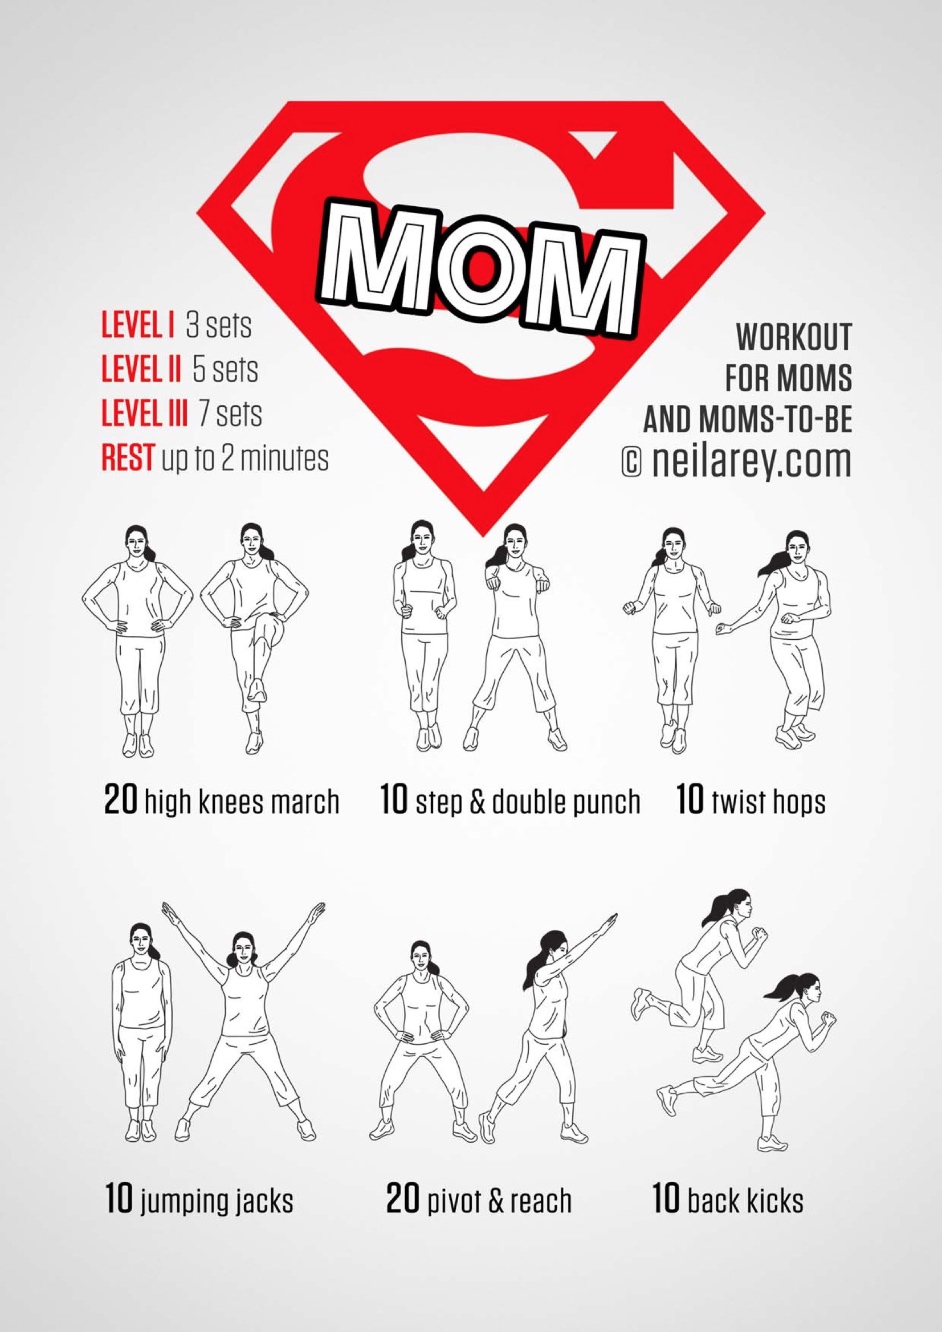 MOM
LEVEL I 3 sets
LEVEL II 5 sets
LEVEL III 7 sets
REST up to 2 minutes
WORKOUT
FOR MOMS
AND MOMS-TO-BE
© neilarey.com
20 high knees march
10 step & double punch
10 twist hops
10 jumping jacks
20 pivot & reach
10 back kicks